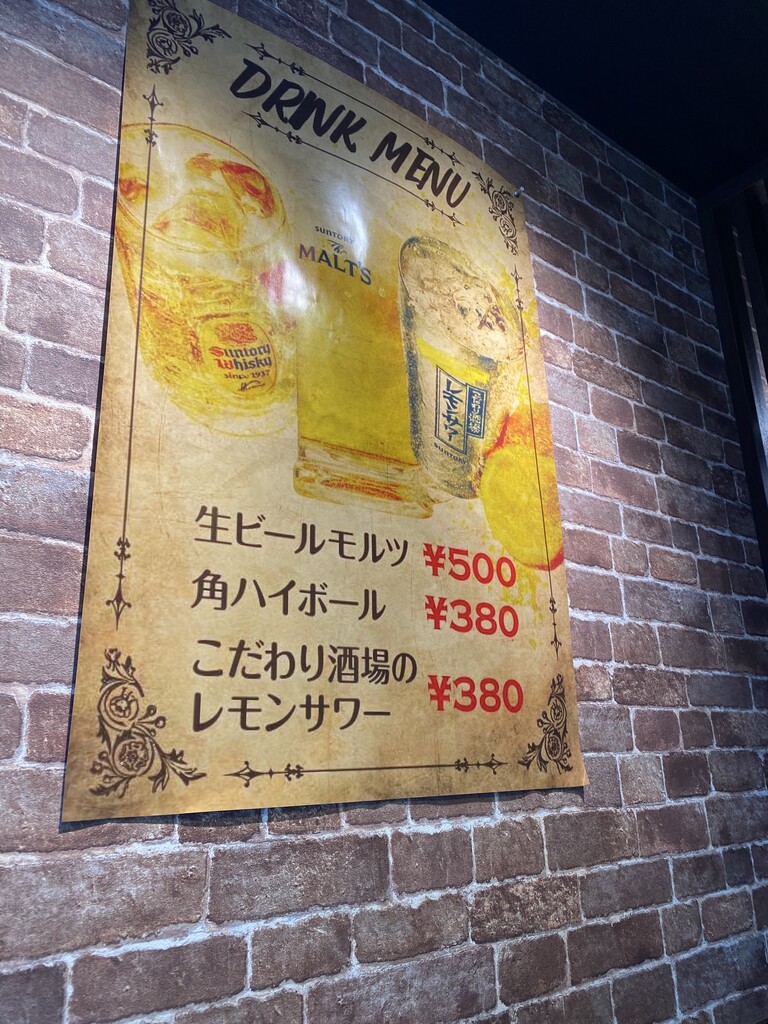 DRINK MENU
SUNTORY
MALT'S
Suntory
Whisky
since 1937
こだわり酒場の
レモンサワー
SUNTORY
生ビールモルツ ¥500
角ハイボール ¥380
こだわり酒場の
レモンサワー ¥380